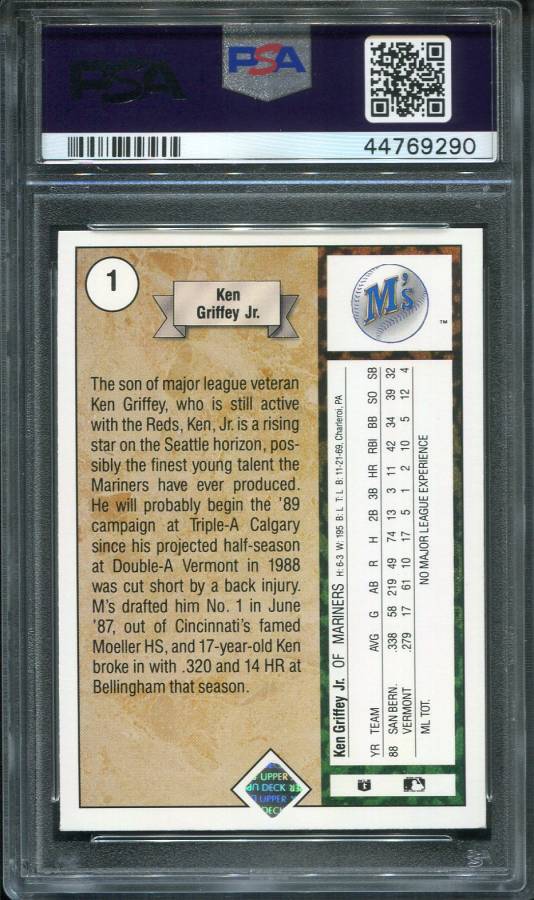 PSA
PSA
44769290
1
Ken
Griffey Jr.
M's
™
The son of major league veteran
Ken Griffey, who is still active
with the Reds, Ken, Jr. is a rising
star on the Seattle horizon, pos-
sibly the finest young talent the
Mariners have ever produced.
He will probably begin the '89
campaign at Triple-A Calgary
since his projected half-season
at Double-A Vermont in 1988
was cut short by a back injury.
M's drafted him No. 1 in June
'87, out of Cincinnati's famed
Moeller HS, and 17-year-old Ken
broke in with .320 and 14 HR at
Bellingham that season.
Ken Griffey Jr. OF MARINERS H: 6-3 W: 195 B: L T: L B: 11-21-69, Charleroi, PA
YR TEAM AVG G AB R H 2B 3B HR RBI BB SO SB
88 SAN BERN. .338 58 219 49 74 13 3 11 42 34 39 32
VERMONT .279 17 61 10 17 5 1 2 10 5 12 4
ML TOT. NO MAJOR LEAGUE EXPERIENCE
UPPER
UPPER DECK